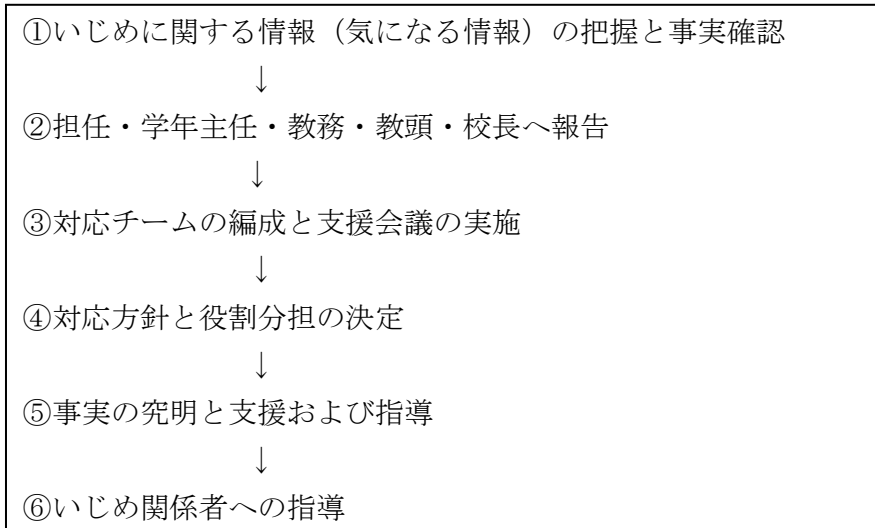 ①いじめに関する情報（気になる情報）の把握と事実確認
↓
②担任・学年主任・教務・教頭・校長へ報告
↓
③対応チームの編成と支援会議の実施
↓
④対応方針と役割分担の決定
↓
⑤事実の究明と支援および指導
↓
⑥いじめ関係者への指導